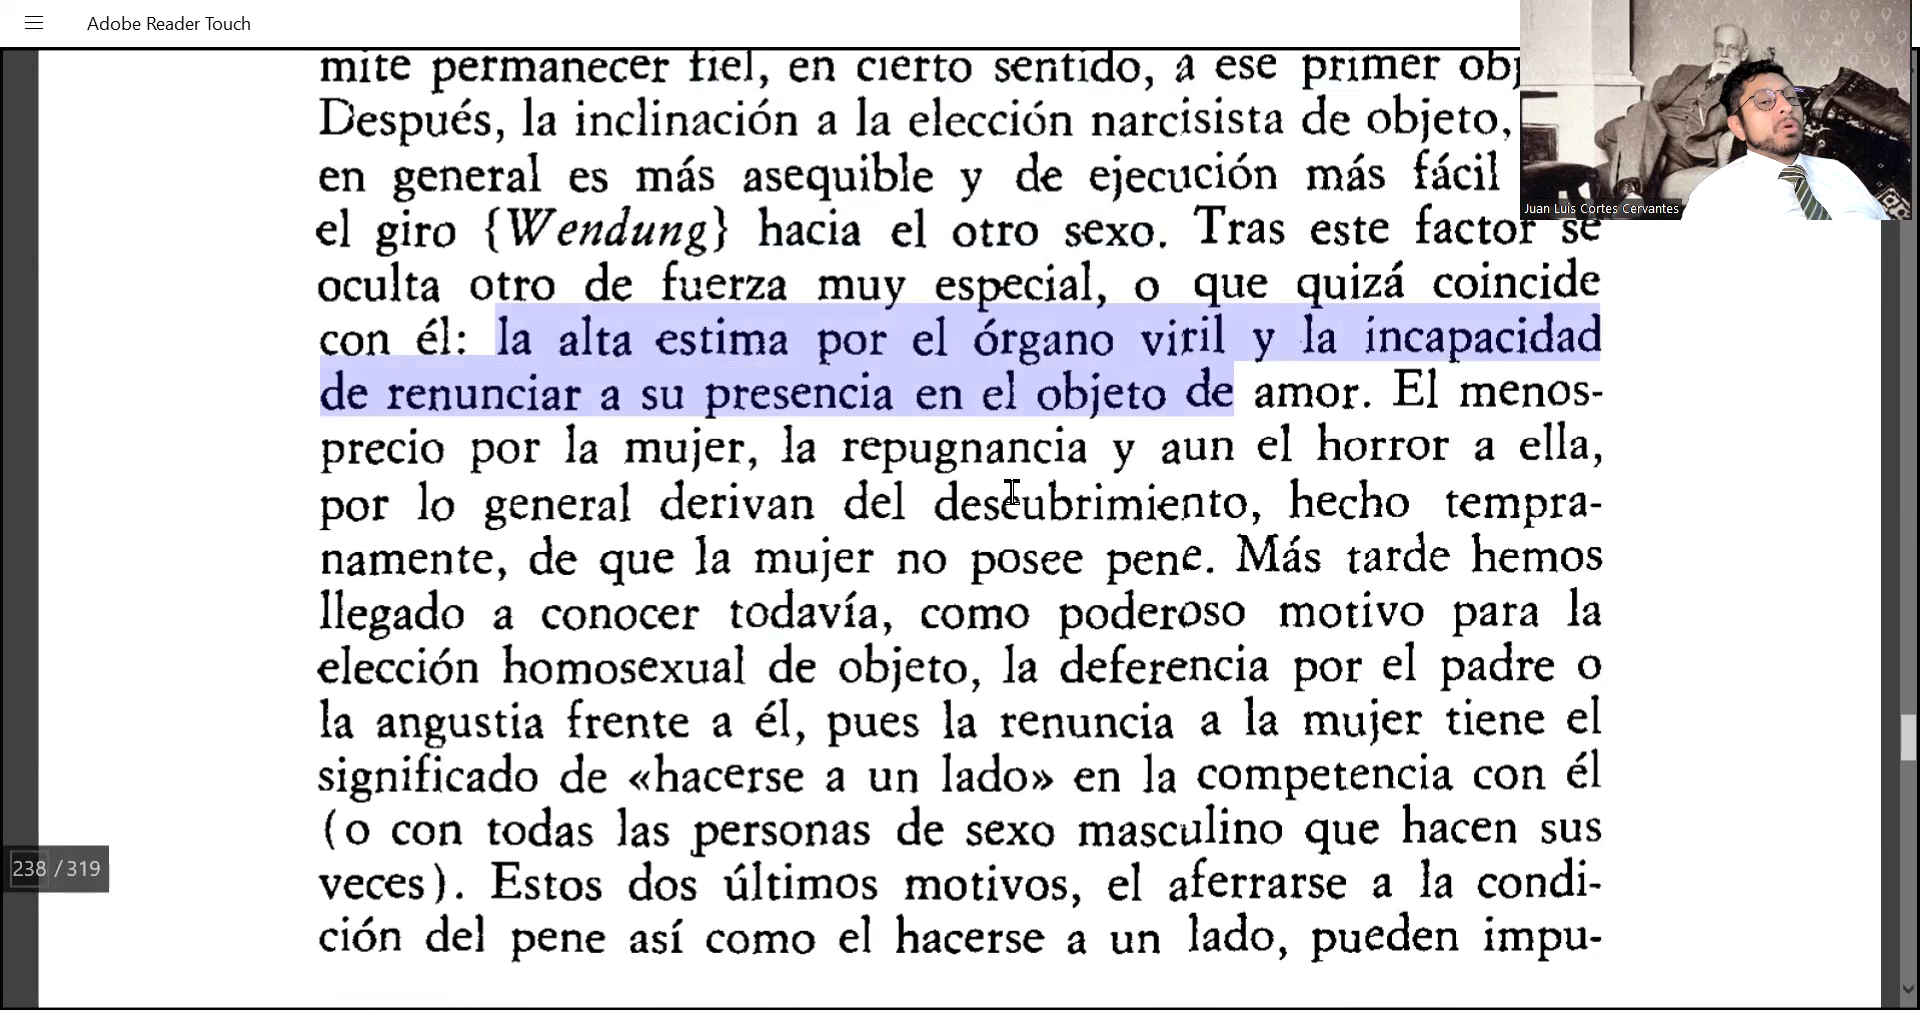 Adobe Reader Touch
mite permanecer fiel, en cierto sentido, a ese primer obj
Después, la inclinación a la elección narcisista de objeto,
en general es más asequible y de ejecución más fácil
el giro {Wendung} hacia el otro sexo. Tras este factor se
oculta otro de fuerza muy especial, o que quizá coincide
con él: la alta estima por el órgano viril y la incapacidad
de renunciar a su presencia en el objeto de amor. El menos-
precio por la mujer, la repugnancia y aun el horror a ella,
por lo general derivan del descubrimiento, hecho tempra-
namente, de que la mujer no posee pene. Más tarde hemos
llegado a conocer todavía, como poderoso motivo para la
elección homosexual de objeto, la deferencia por el padre o
la angustia frente a él, pues la renuncia a la mujer tiene el
significado de «hacerse a un lado» en la competencia con él
(o con todas las personas de sexo masculino que hacen sus
veces). Estos dos últimos motivos, el aferrarse a la condi-
ción del pene así como el hacerse a un lado, pueden impu-
238 / 319
Juan Luis Cortes Cervantes